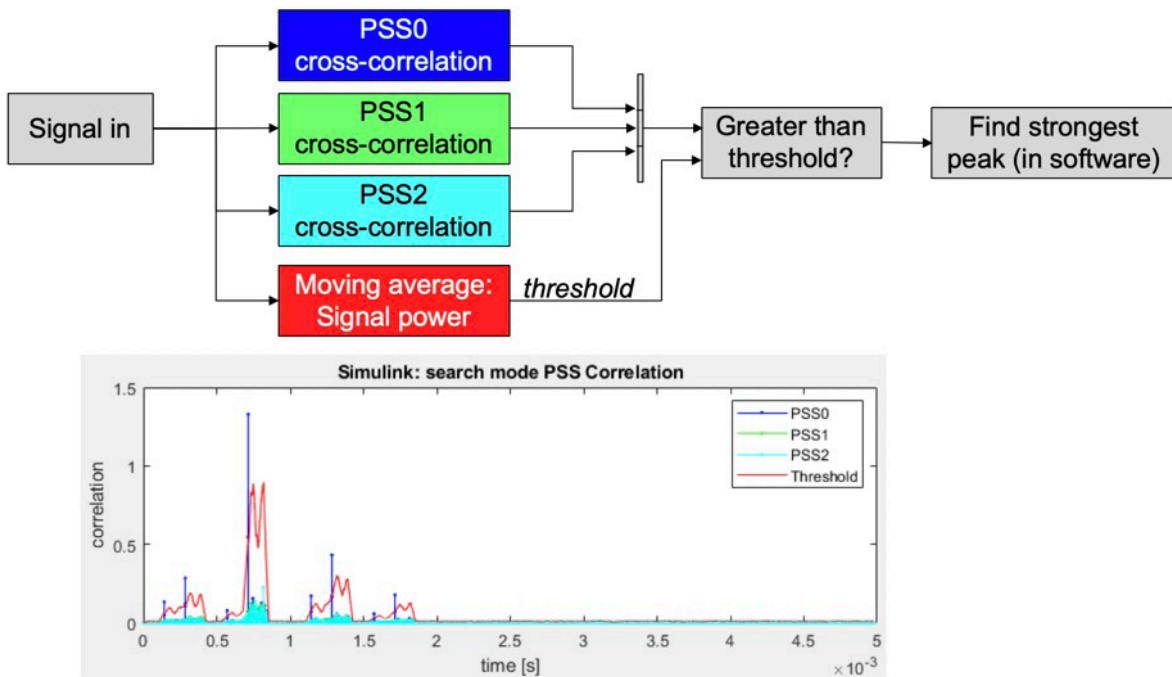 PSS0
cross-correlation
Signal in
PSS1
cross-correlation
Greater than
threshold?
Find strongest
peak (in software)
PSS2
cross-correlation
Moving average:
Signal power
threshold
Simulink: search mode PSS Correlation
1.5
1
0.5
0
correlation
PSS0
PSS1
PSS2
Threshold
0 0.5 1 1.5 2 2.5 3 3.5 4 4.5 5
time [s]
×10⁻³